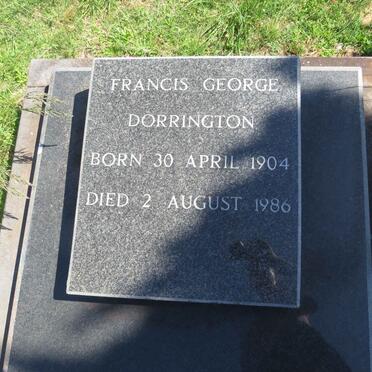 FRANCIS GEORGE
DORRINGTON
BORN 30 APRIL 1904
DIED 2 AUGUST 1986